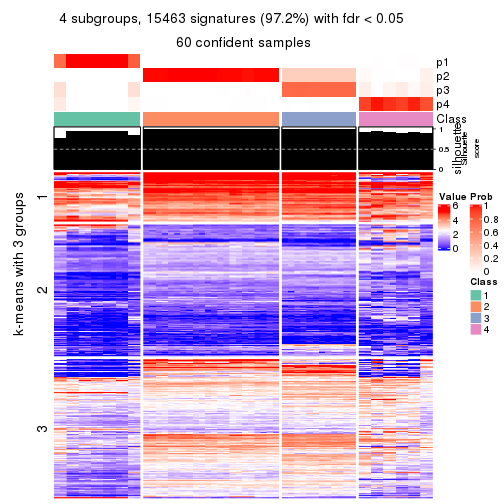 4 subgroups, 15463 signatures (97.2%) with fdr < 0.05
60 confident samples
p1
p2
p3
p4
Class
1
0.5
0
silhouette
Silhouette
score
k-means with 3 groups
1
2
3
Value
6
4
2
0
Prob
1
0.8
0.6
0.4
0.2
0
Class
1
2
3
4